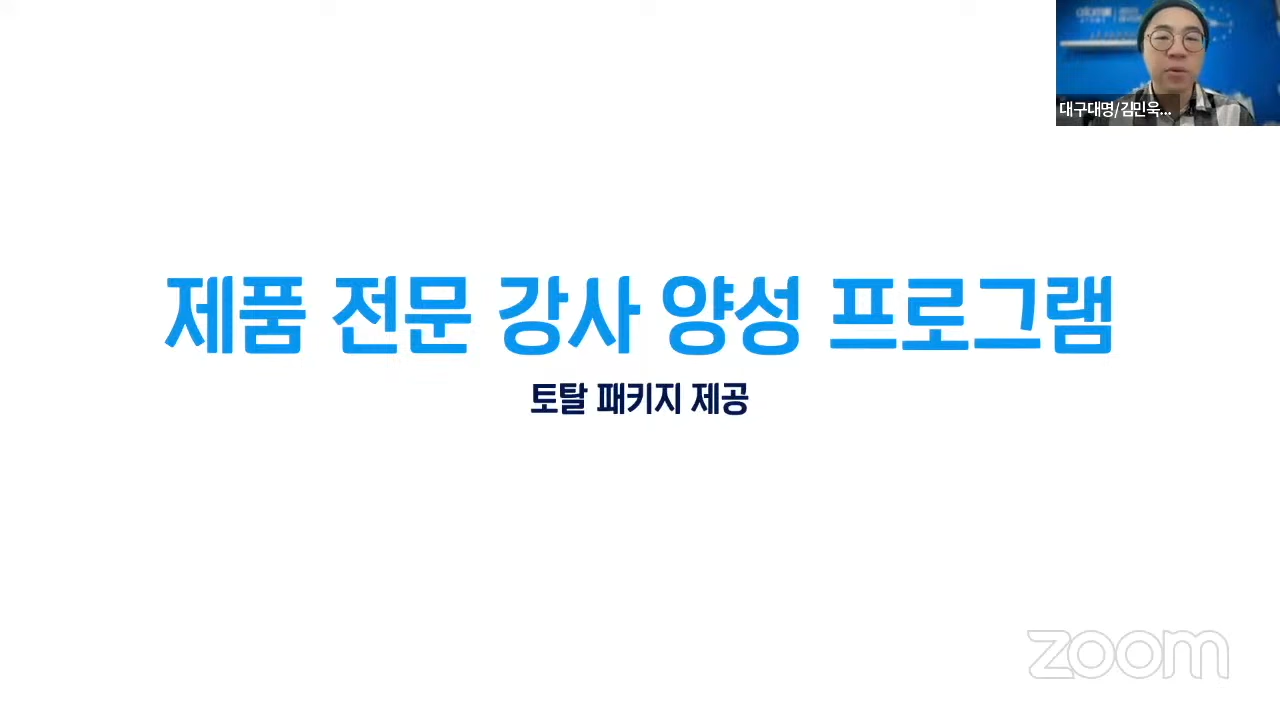 atomy
대구대명/김민욱...
제품 전문 강사 양성 프로그램
토탈 패키지 제공
zoom